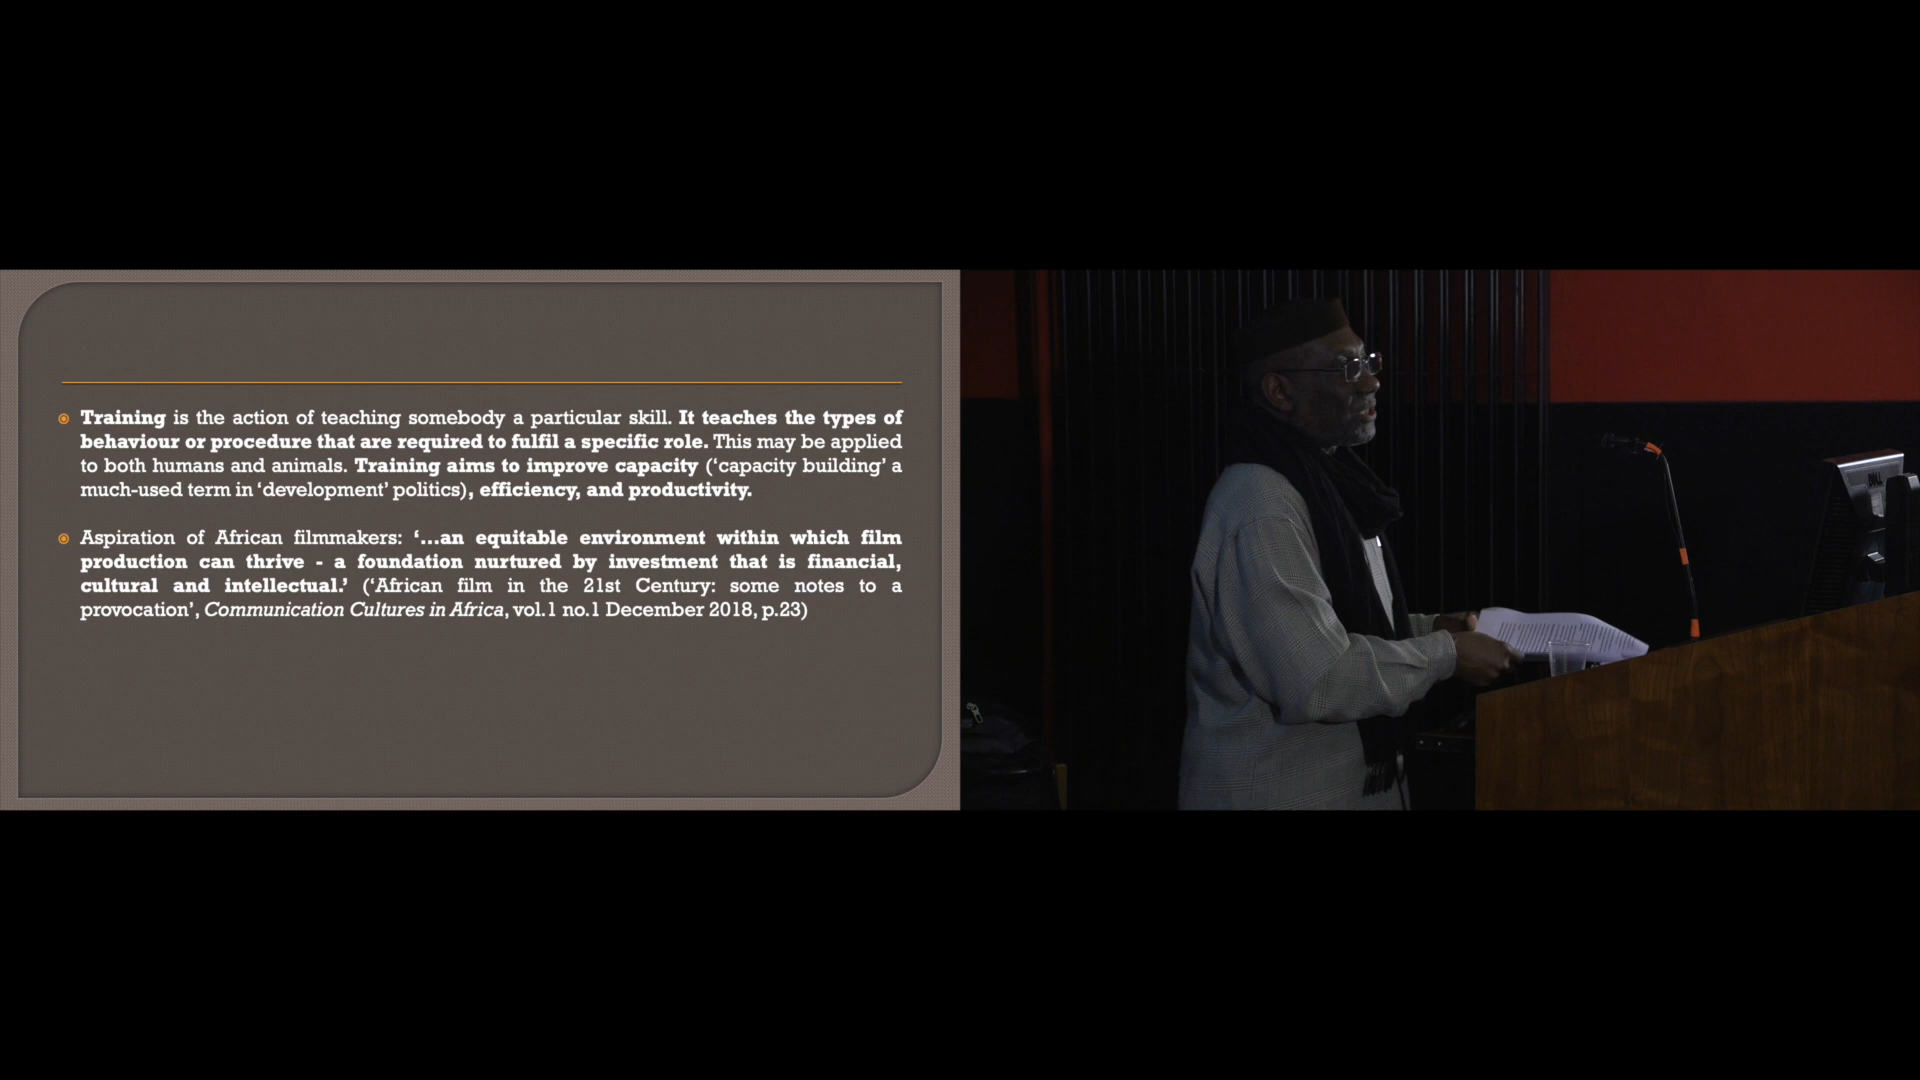 Training is the action of teaching somebody a particular skill. It teaches the types of
behaviour or procedure that are required to fulfil a specific role. This may be applied
to both humans and animals. Training aims to improve capacity (‘capacity building’ a
much-used term in ‘development’ politics), efficiency, and productivity.
Aspiration of African filmmakers: ‘...an equitable environment within which film
production can thrive - a foundation nurtured by investment that is financial,
cultural and intellectual.’ (‘African film in the 21st Century: some notes to a
provocation’, Communication Cultures in Africa, vol.1 no.1 December 2018, p.23)
DELL